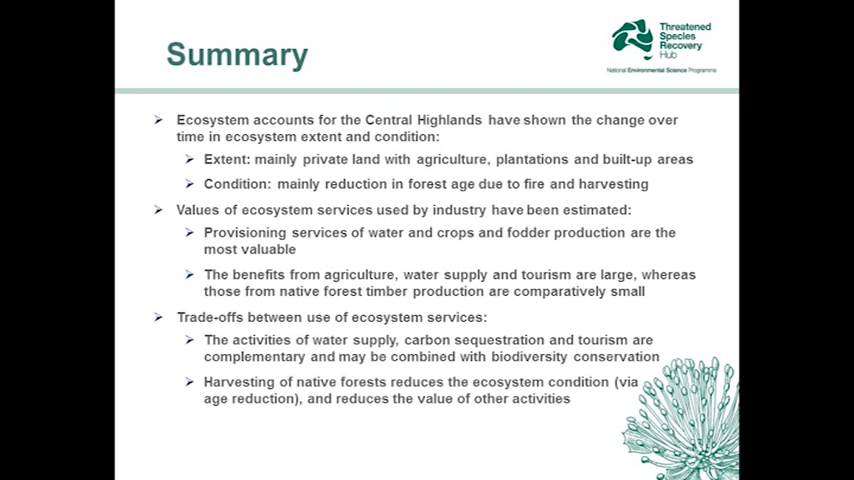 Summary
Threatened
Species
Recovery
Hub
National Environmental Science Programme
Ecosystem accounts for the Central Highlands have shown the change over
time in ecosystem extent and condition:
Extent: mainly private land with agriculture, plantations and built-up areas
Condition: mainly reduction in forest age due to fire and harvesting
Values of ecosystem services used by industry have been estimated:
Provisioning services of water and crops and fodder production are the
most valuable
The benefits from agriculture, water supply and tourism are large, whereas
those from native forest timber production are comparatively small
Trade-offs between use of ecosystem services:
The activities of water supply, carbon sequestration and tourism are
complementary and may be combined with biodiversity conservation
Harvesting of native forests reduces the ecosystem condition (via
age reduction), and reduces the value of other activities